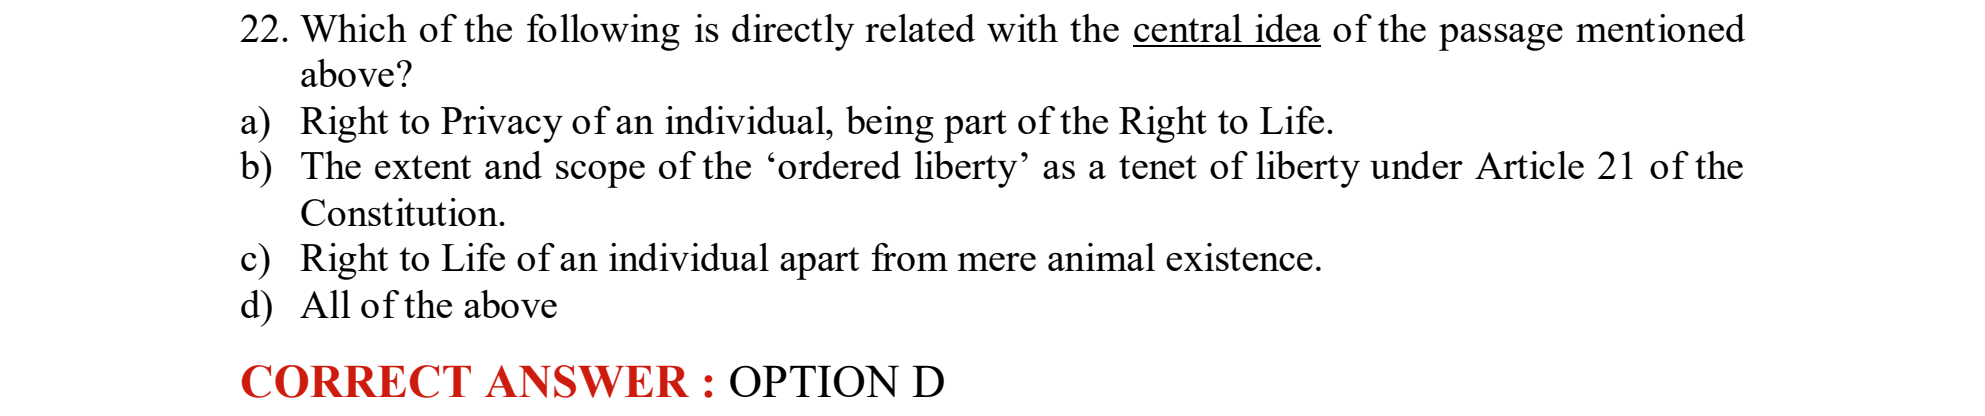 22. Which of the following is directly related with the central idea of the passage mentioned
above?
a) Right to Privacy of an individual, being part of the Right to Life.
b) The extent and scope of the ‘ordered liberty’ as a tenet of liberty under Article 21 of the
Constitution.
c) Right to Life of an individual apart from mere animal existence.
d) All of the above
CORRECT ANSWER : OPTION D